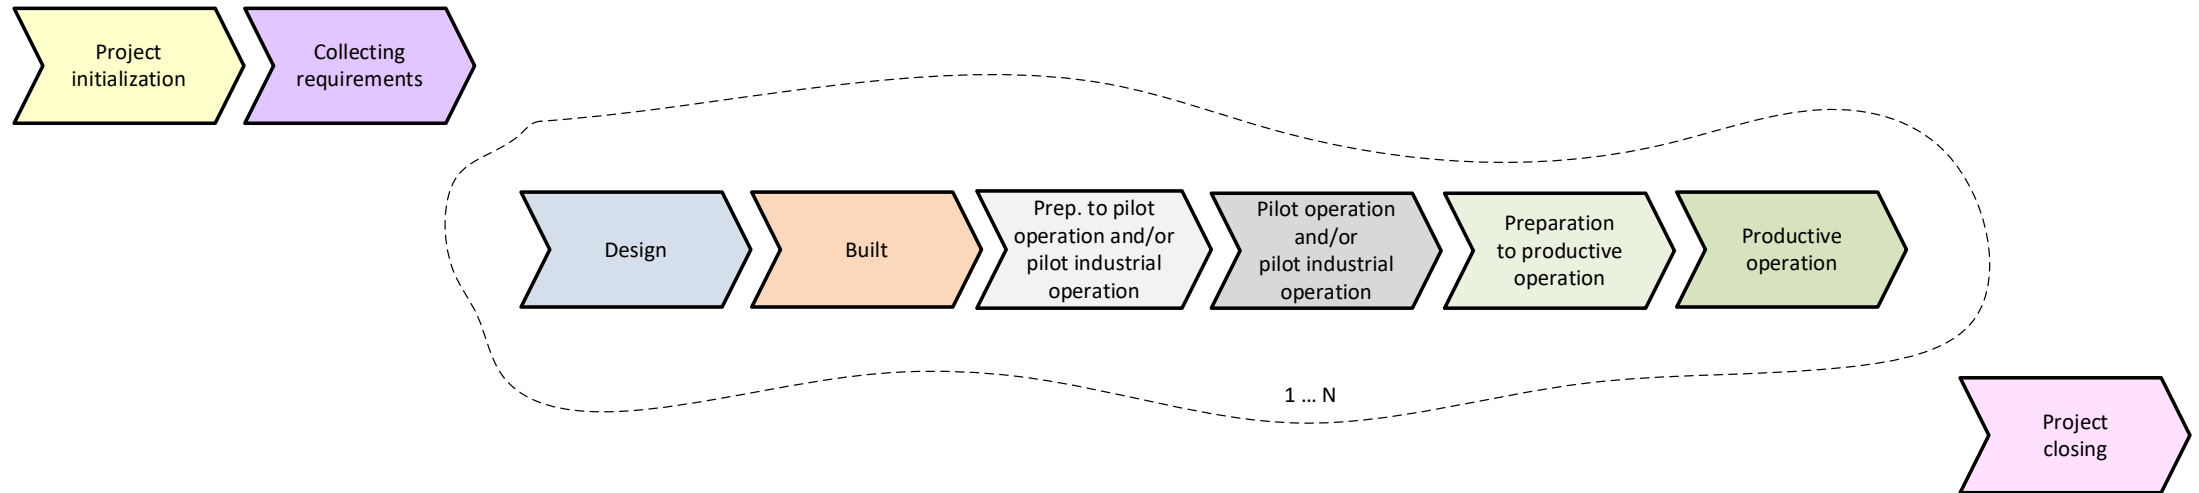 Project
initialization
Collecting
requirements
Design
Built
Prep. to pilot
operation and/or
pilot industrial
operation
Pilot operation
and/or
pilot industrial
operation
Preparation
to productive
operation
Productive
operation
1 ... N
Project
closing